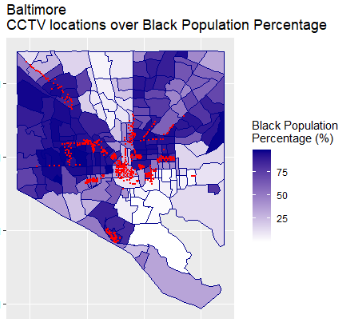 Baltimore
CCTV locations over Black Population Percentage
Black Population
Percentage (%)
75
50
25